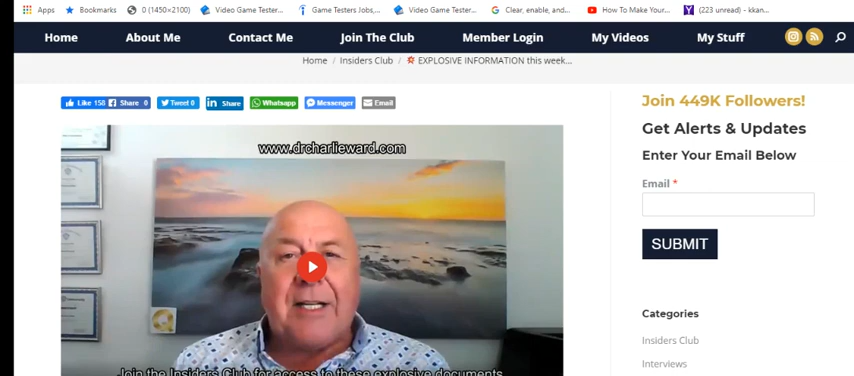 Apps Bookmarks 0 (1450×2100) Video Game Tester... Game Testers Jobs,... Video Game Tester... Clear, enable, and... How To Make Your... (223 unread) - kkan...
Home About Me Contact Me Join The Club Member Login My Videos My Stuff
Home / Insiders Club / EXPLOSIVE INFORMATION this week...
Like 158 Share 0 Tweet 0 Share Whatsapp Messenger Email
www.drcharlieward.com
Join the Insiders Club for access to these explosive documents
Join 449K Followers!
Get Alerts & Updates
Enter Your Email Below
Email *
SUBMIT
Categories
Insiders Club
Interviews